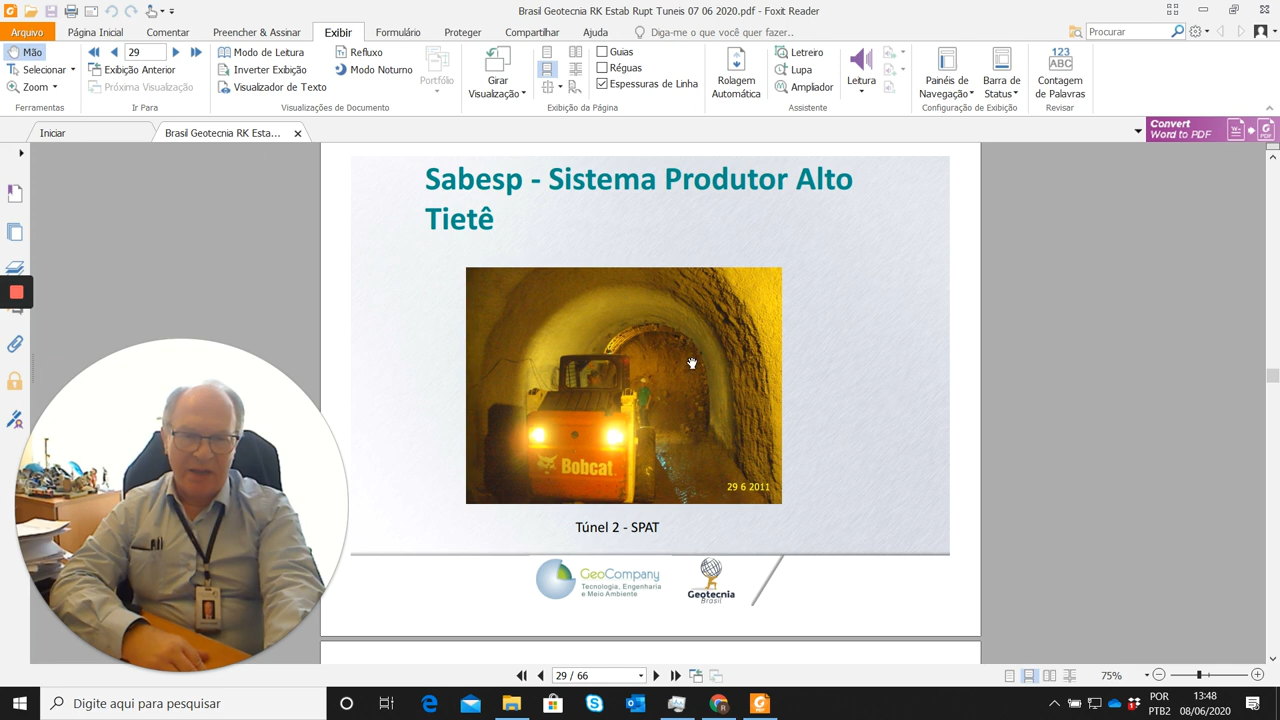 Brasil Geotecnia RK Estab Rupt Tuneis 07 06 2020.pdf - Foxit Reader
Arquivo Página Inicial Comentar Preencher & Assinar Exibir Formulário Proteger Compartilhar Ajuda Diga-me o que você quer fazer.. Procurar
Mão 29 Modo de Leitura Refluxo Guias Letreiro
Selecionar Exibição Anterior Inverter Exibição Modo Noturno Réguas Lupa
Zoom Próxima Visualização Visualizador de Texto Portfólio Girar Visualização Espessuras de Linha Rolagem Automática Ampliador Leitura Painéis de Navegação Barra de Status 123 ABC Contagem de Palavras
Ferramentas Ir Para Visualizações de Documento Exibição da Página Assistente Configuração de Exibição Revisar
Iniciar Brasil Geotecnia RK Esta... Convert Word to PDF
Sabesp - Sistema Produtor Alto
Tietê
Bobcat
29 6 2011
Túnel 2 - SPAT
GeoCompany
Tecnologia, Engenharia
e Meio Ambiente
Geotecnia
Brasil
29 / 66 75%
Digite aqui para pesquisar POR 13:48
PTB2 08/06/2020